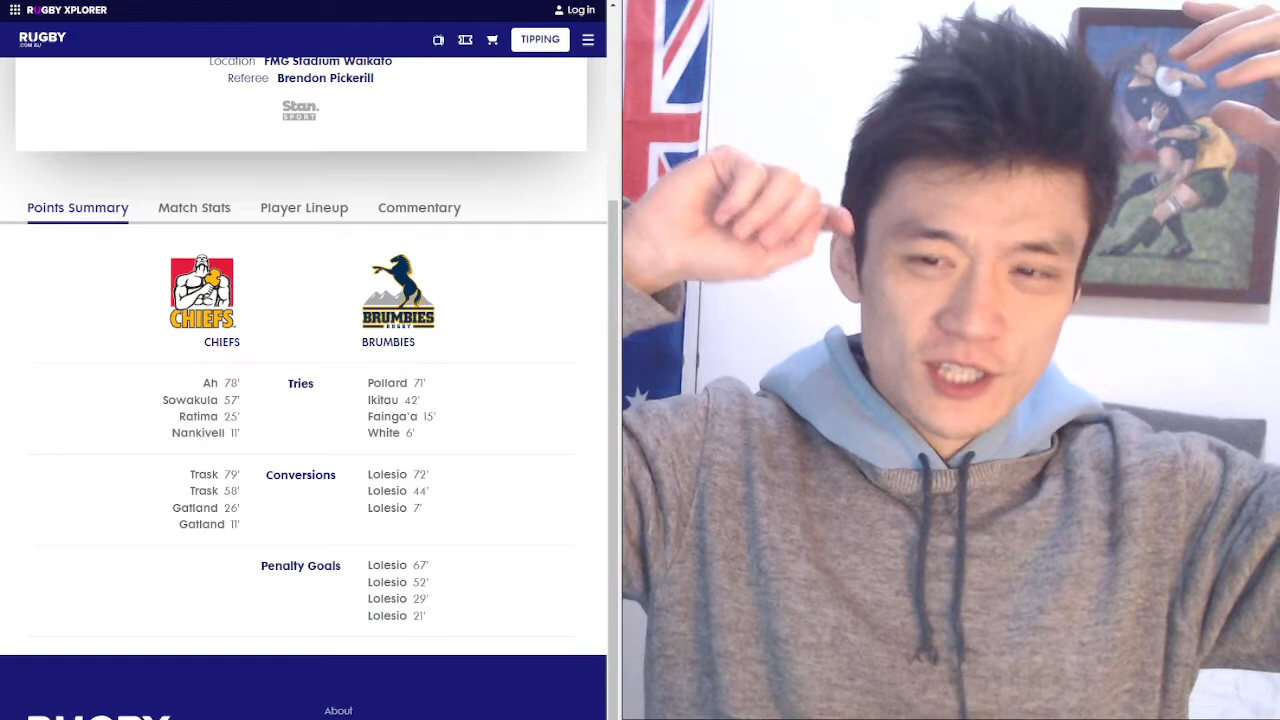 RUGBY XPLORER
Log in
RUGBY
.COM.AU
TIPPING
Location FMG Stadium Waikato
Referee Brendon Pickerill
Stan.
SPORT
Points Summary Match Stats Player Lineup Commentary
CHIEFS
BRUMBIES
RUGBY
CHIEFS BRUMBIES
Ah 78' Tries Pollard 71'
Sowakula 57' Ikitau 42'
Ratima 25' Fainga'a 15'
Nankivell 11' White 6'
Trask 79' Conversions Lolesio 72'
Trask 58' Lolesio 44'
Gatland 26' Lolesio 7'
Gatland 11'
Penalty Goals Lolesio 67'
Lolesio 52'
Lolesio 29'
Lolesio 21'
About
RUGBY